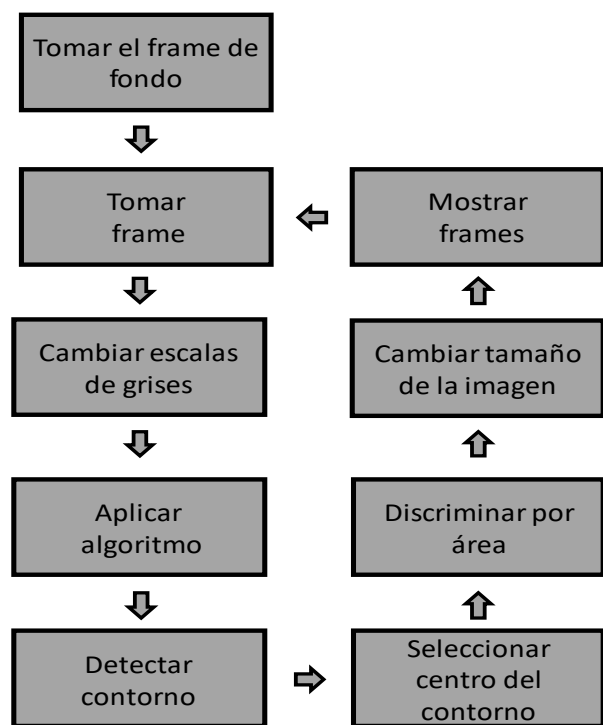 Tomar el frame de
fondo
Tomar
frame
Cambiar escalas
de grises
Aplicar
algoritmo
Detectar
contorno
Seleccionar
centro del
contorno
Discriminar por
área
Cambiar tamaño
de la imagen
Mostrar
frames